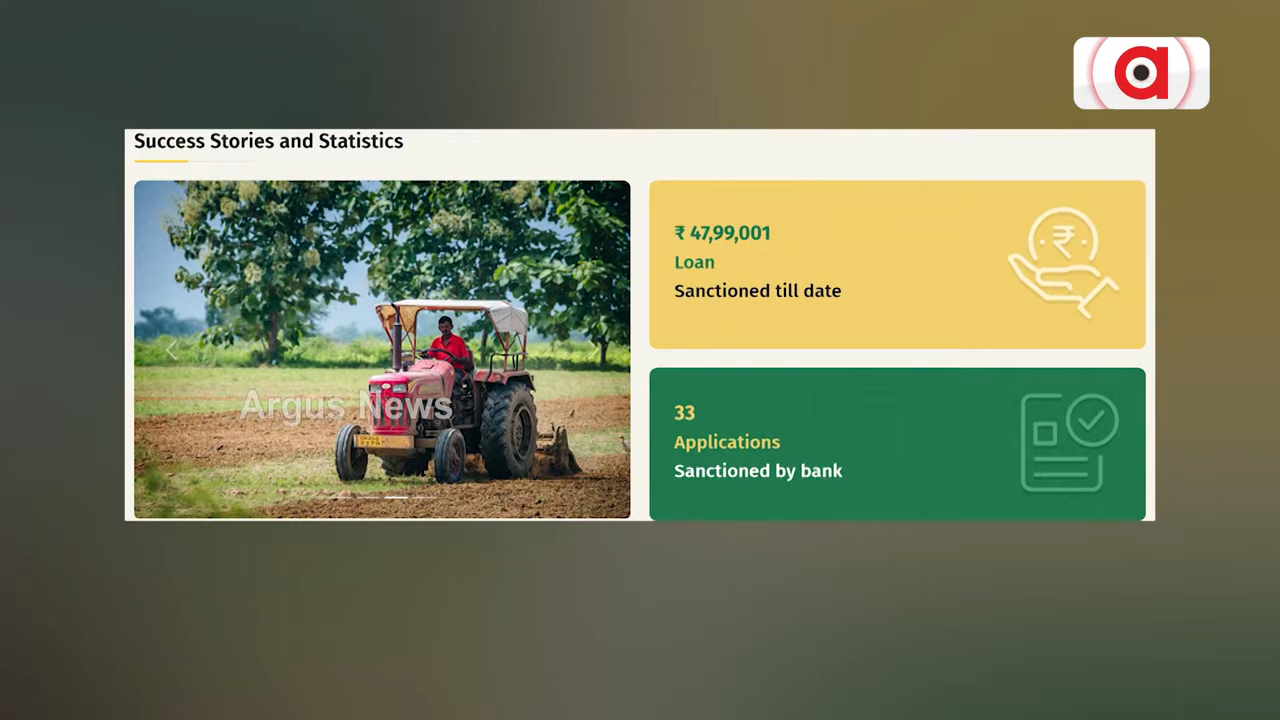 Success Stories and Statistics
₹ 47,99,001
Loan
Sanctioned till date
Argus News
33
Applications
Sanctioned by bank